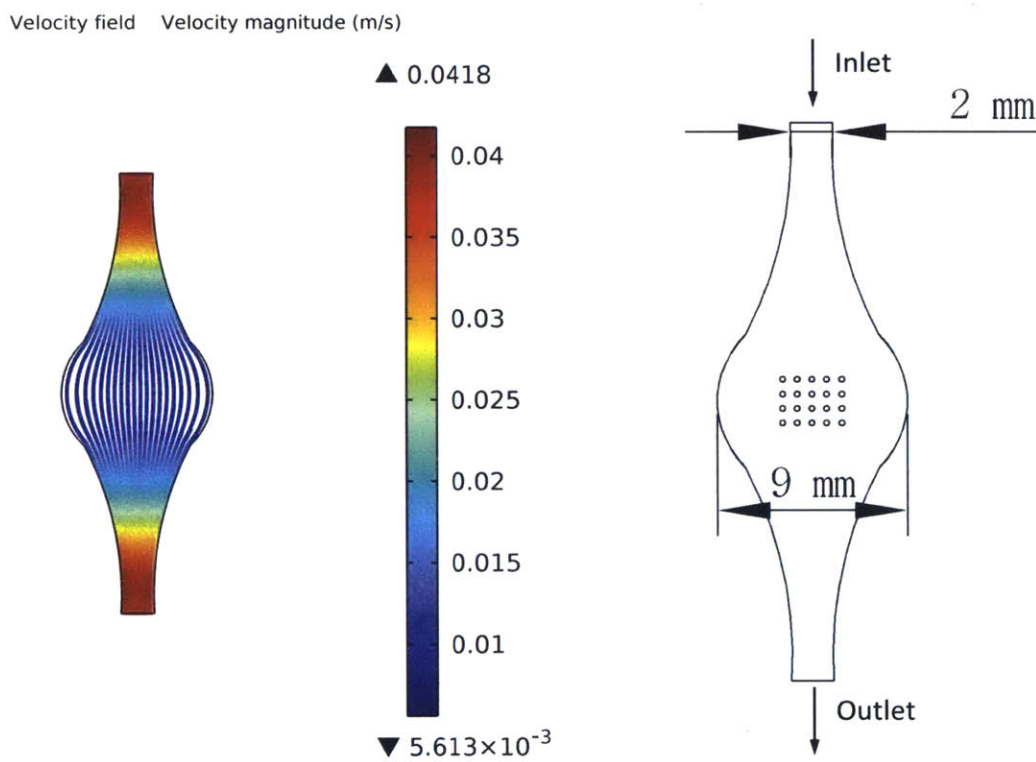 Velocity field Velocity magnitude (m/s)
▲ 0.0418
0.04
0.035
0.03
0.025
0.02
0.015
0.01
▼ 5.613×10⁻³
Inlet
2 mm
9 mm
Outlet